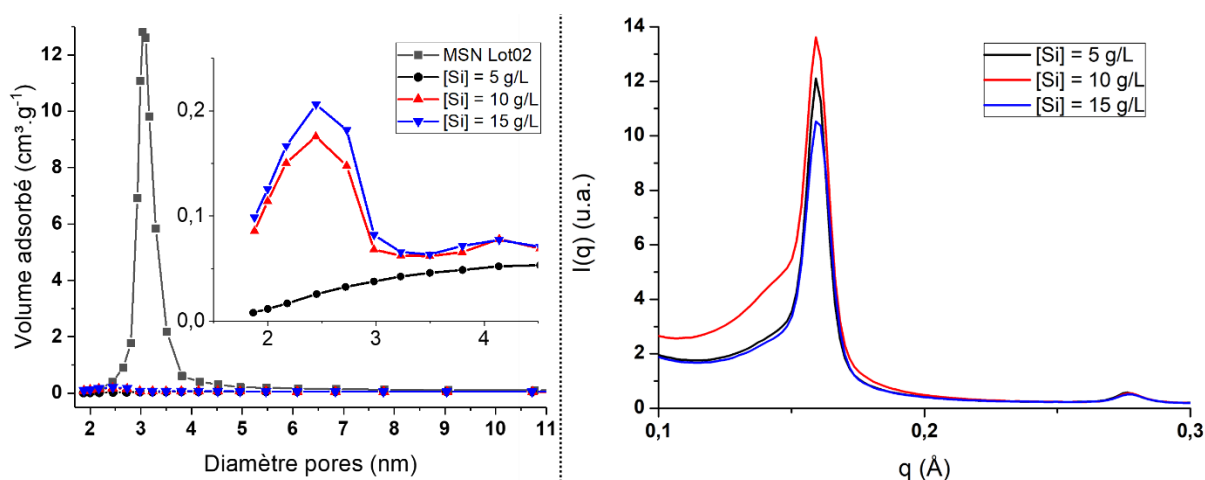 Volume adsorbé (cm³.g⁻¹)
12
10
8
6
4
2
0
2 3 4 5 6 7 8 9 10 11
Diamètre pores (nm)
MSN Lot02
[Si] = 5 g/L
[Si] = 10 g/L
[Si] = 15 g/L
0,2
0,1
0,0
2 3 4
I(q) (u.a.)
14
12
10
8
6
4
2
0
0,1 0,2 0,3
q (Å)
[Si] = 5 g/L
[Si] = 10 g/L
[Si] = 15 g/L